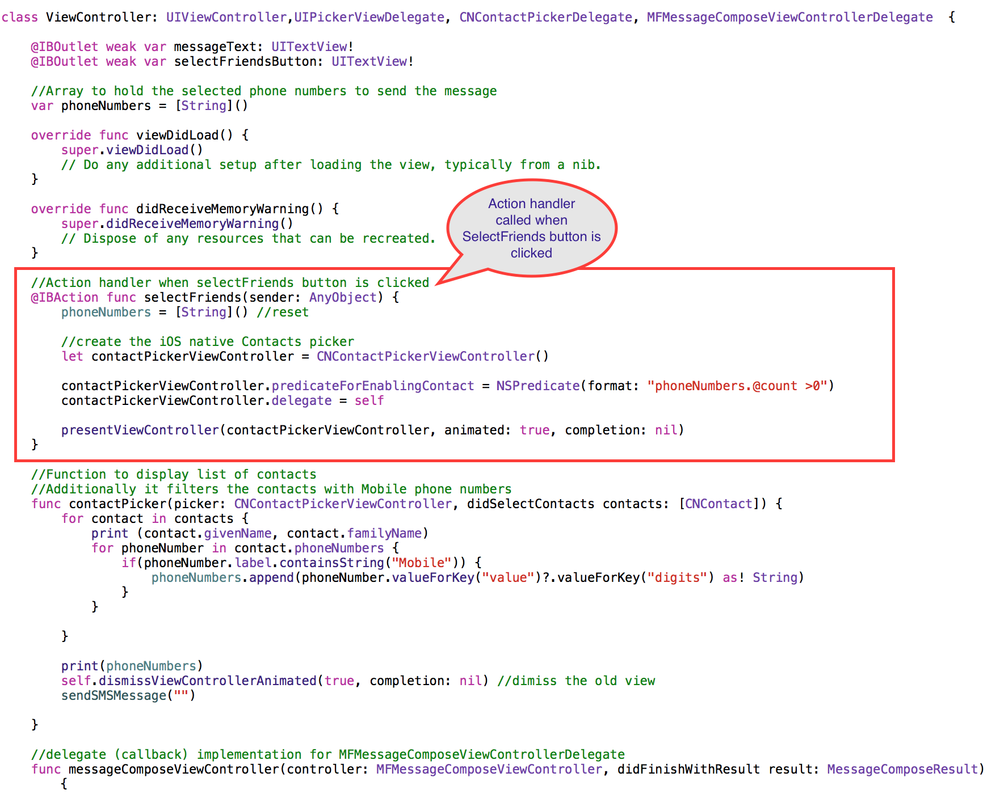 class ViewController: UIViewController,UIPickerViewDelegate, CNContactPickerDelegate, MFMessageComposeViewControllerDelegate  {
@IBOutlet weak var messageText: UITextView!
@IBOutlet weak var selectFriendsButton: UITextView!
//Array to hold the selected phone numbers to send the message
var phoneNumbers = [String]()
override func viewDidLoad() {
super.viewDidLoad()
// Do any additional setup after loading the view, typically from a nib.
}
override func didReceiveMemoryWarning() {
super.didReceiveMemoryWarning()
// Dispose of any resources that can be recreated.
}
Action handler
called when
SelectFriends button is
clicked
//Action handler when selectFriends button is clicked
@IBAction func selectFriends(sender: AnyObject) {
phoneNumbers = [String]() //reset
//create the iOS native Contacts picker
let contactPickerViewController = CNContactPickerViewController()
contactPickerViewController.predicateForEnablingContact = NSPredicate(format: "phoneNumbers.@count >0")
contactPickerViewController.delegate = self
presentViewController(contactPickerViewController, animated: true, completion: nil)
}
//Function to display list of contacts
//Additionally it filters the contacts with Mobile phone numbers
func contactPicker(picker: CNContactPickerViewController, didSelectContacts contacts: [CNContact]) {
for contact in contacts {
print (contact.givenName, contact.familyName)
for phoneNumber in contact.phoneNumbers {
if(phoneNumber.label.containsString("Mobile")) {
phoneNumbers.append(phoneNumber.valueForKey("value")?.valueForKey("digits") as! String)
}
}
}
print(phoneNumbers)
self.dismissViewControllerAnimated(true, completion: nil) //dimiss the old view
sendSMSMessage("")
}
//delegate (callback) implementation for MFMessageComposeViewControllerDelegate
func messageComposeViewController(controller: MFMessageComposeViewController, didFinishWithResult result: MessageComposeResult)
{